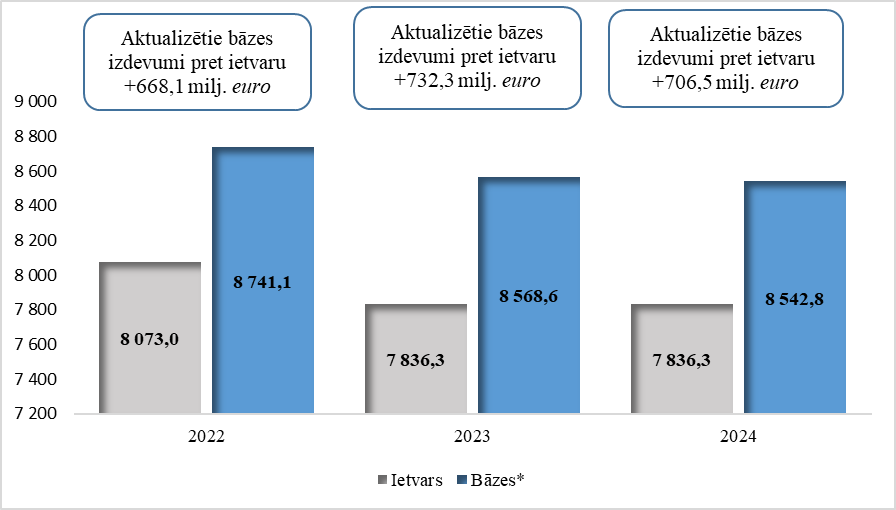 Aktualizētie bāzes
izdevumi pret ietvaru
+668,1 milj. euro
Aktualizētie bāzes
izdevumi pret ietvaru
+732,3 milj. euro
Aktualizētie bāzes
izdevumi pret ietvaru
+706,5 milj. euro
9 000
8 800
8 600
8 400
8 200
8 000
7 800
7 600
7 400
7 200
8 073,0
8 741,1
7 836,3
8 568,6
7 836,3
8 542,8
2022
2023
2024
Ietvars
Bāzes*